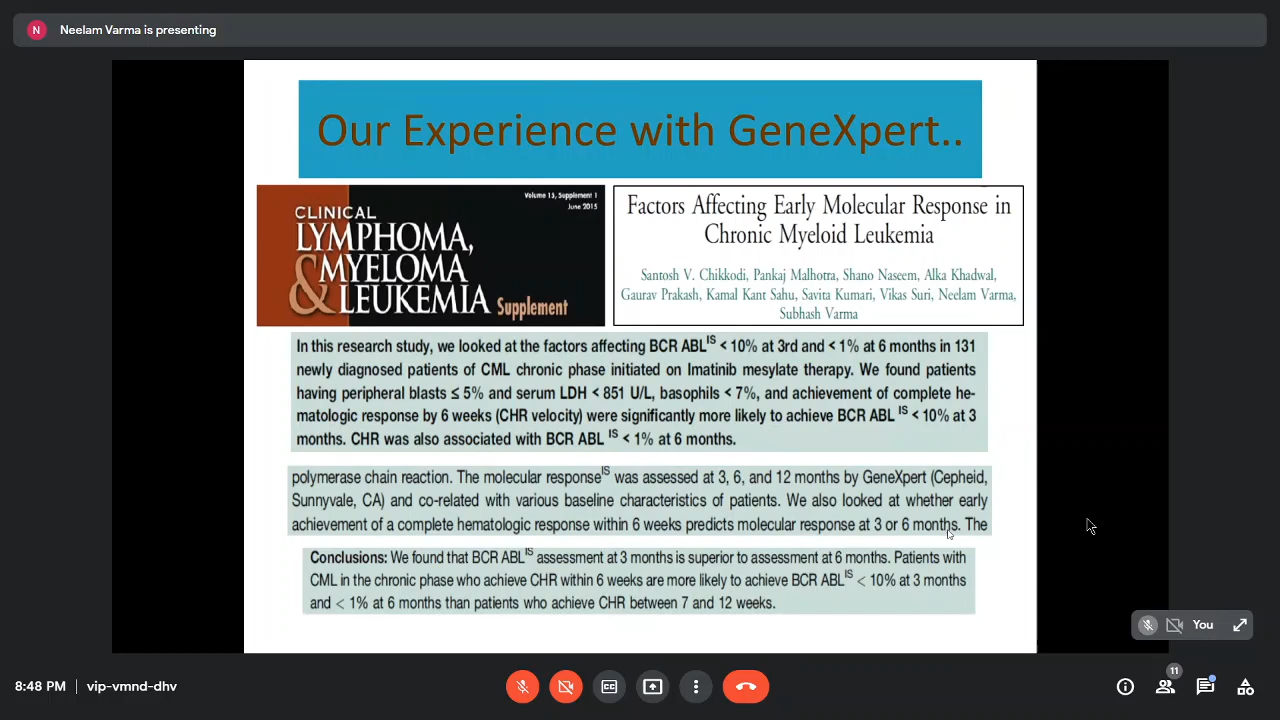 N Neelam Varma is presenting
Our Experience with GeneXpert..
Volume 15, Supplement 1
June 2015
CLINICAL
LYMPHOMA,
MYELOMA
& LEUKEMIA Supplement
Factors Affecting Early Molecular Response in
Chronic Myeloid Leukemia
Santosh V. Chikkodi, Pankaj Malhotra, Shano Naseem, Alka Khadwal,
Gaurav Prakash, Kamal Kant Sahu, Savita Kumari, Vikas Suri, Neelam Varma,
Subhash Varma
In this research study, we looked at the factors affecting BCR ABL^IS < 10% at 3rd and < 1% at 6 months in 131
newly diagnosed patients of CML chronic phase initiated on Imatinib mesylate therapy. We found patients
having peripheral blasts ≤ 5% and serum LDH < 851 U/L, basophils < 7%, and achievement of complete he-
matologic response by 6 weeks (CHR velocity) were significantly more likely to achieve BCR ABL ^IS < 10% at 3
months. CHR was also associated with BCR ABL ^IS < 1% at 6 months.
polymerase chain reaction. The molecular response^IS was assessed at 3, 6, and 12 months by GeneXpert (Cepheid,
Sunnyvale, CA) and co-related with various baseline characteristics of patients. We also looked at whether early
achievement of a complete hematologic response within 6 weeks predicts molecular response at 3 or 6 months. The
Conclusions: We found that BCR ABL^IS assessment at 3 months is superior to assessment at 6 months. Patients with
CML in the chronic phase who achieve CHR within 6 weeks are more likely to achieve BCR ABL^IS < 10% at 3 months
and < 1% at 6 months than patients who achieve CHR between 7 and 12 weeks.
You
8:48 PM | vip-vmnd-dhv
CC
11